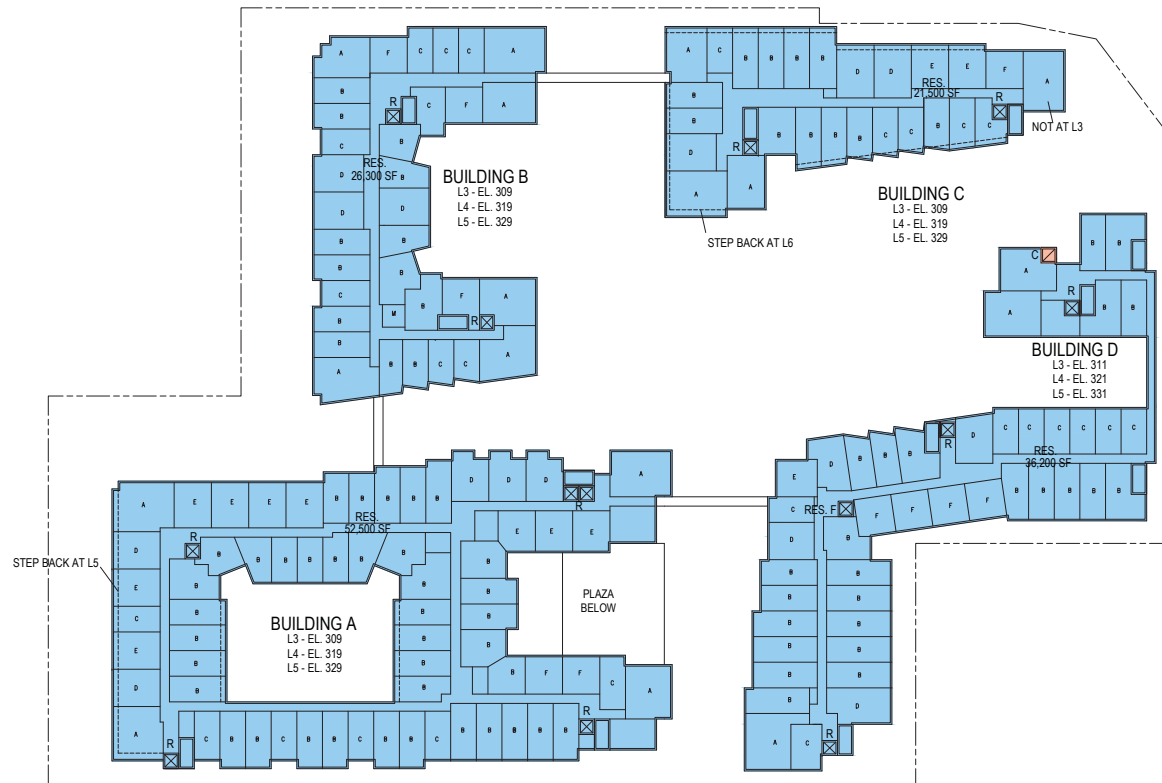 A F C C C A
B
B
C
D
D
B
B
C
B
B
A
R
C F A
B
B
D
B
B
B F A
M
R
B B C C
A
RES.
26,300 SF
BUILDING B
L3 - EL. 309
L4 - EL. 319
L5 - EL. 329
A C B B B B D D E E F A
B
B
D
A
A
R
B B B B C C B C C
R
RES.
21,500 SF
NOT AT L3
STEP BACK AT L6
BUILDING C
L3 - EL. 309
L4 - EL. 319
L5 - EL. 329
B B
C
A
R
A
B B
BUILDING D
L3 - EL. 311
L4 - EL. 321
L5 - EL. 331
C C C C C C
R
D
D B B B
E
RES.
36,200 SF
B B B B B
RES. F
F F F F
C
D
B
B
B
B
B
B
A C
B
B
B
B
B
B
D
R
A E E E E B B B B B D D D
A
R
RES.
52,500 SF
E E E
STEP BACK AT L5
D
E
C
E
D
A
R
B B B B B B B
B
B
B
B
B
B
B
B
B
B
B
B
B
B
BUILDING A
L3 - EL. 309
L4 - EL. 319
L5 - EL. 329
PLAZA
BELOW
B B F F C A
R
C B B C B B B B B C B B B B B
R